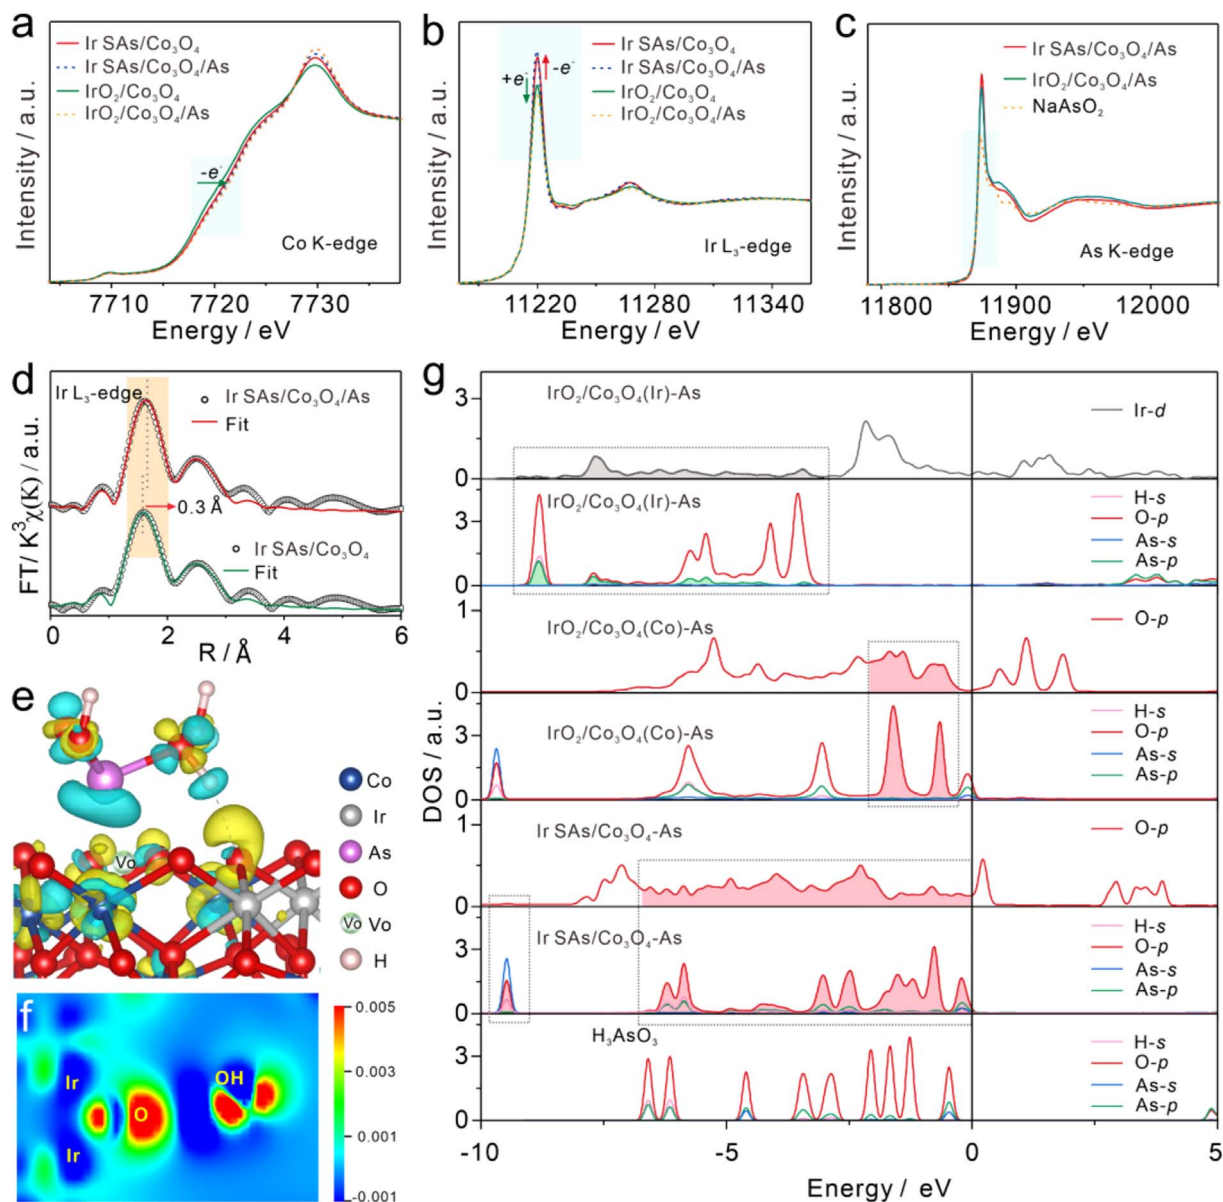 a
Ir SAs/Co₃O₄
Ir SAs/Co₃O₄/As
IrO₂/Co₃O₄
IrO₂/Co₃O₄/As
-e⁻
Co K-edge
Intensity / a.u.
7710 7720 7730
Energy / eV
b
Ir SAs/Co₃O₄
Ir SAs/Co₃O₄/As
IrO₂/Co₃O₄
IrO₂/Co₃O₄/As
+e⁻ -e⁻
Ir L₃-edge
Intensity / a.u.
11220 11280 11340
Energy / eV
c
Ir SAs/Co₃O₄/As
IrO₂/Co₃O₄/As
NaAsO₂
As K-edge
Intensity / a.u.
11800 11900 12000
Energy / eV
d
Ir L₃-edge
Ir SAs/Co₃O₄/As
Fit
0.3 Å
Ir SAs/Co₃O₄
Fit
FT/ K³χ(K) / a.u.
0 2 4 6
R / Å
e
Vo
Co
Ir
As
O
Vo Vo
H
f
Ir
O
OH
Ir
0.005
0.003
0.001
-0.001
g
DOS / a.u.
IrO₂/Co₃O₄(Ir)-As
Ir-d
3
0
IrO₂/Co₃O₄(Ir)-As
H-s
O-p
As-s
As-p
3
0
IrO₂/Co₃O₄(Co)-As
O-p
1
0
IrO₂/Co₃O₄(Co)-As
H-s
O-p
As-s
As-p
3
0
Ir SAs/Co₃O₄-As
O-p
1
0
Ir SAs/Co₃O₄-As
H-s
O-p
As-s
As-p
3
0
H₃AsO₃
H-s
O-p
As-s
As-p
3
0
-10 -5 0 5
Energy / eV